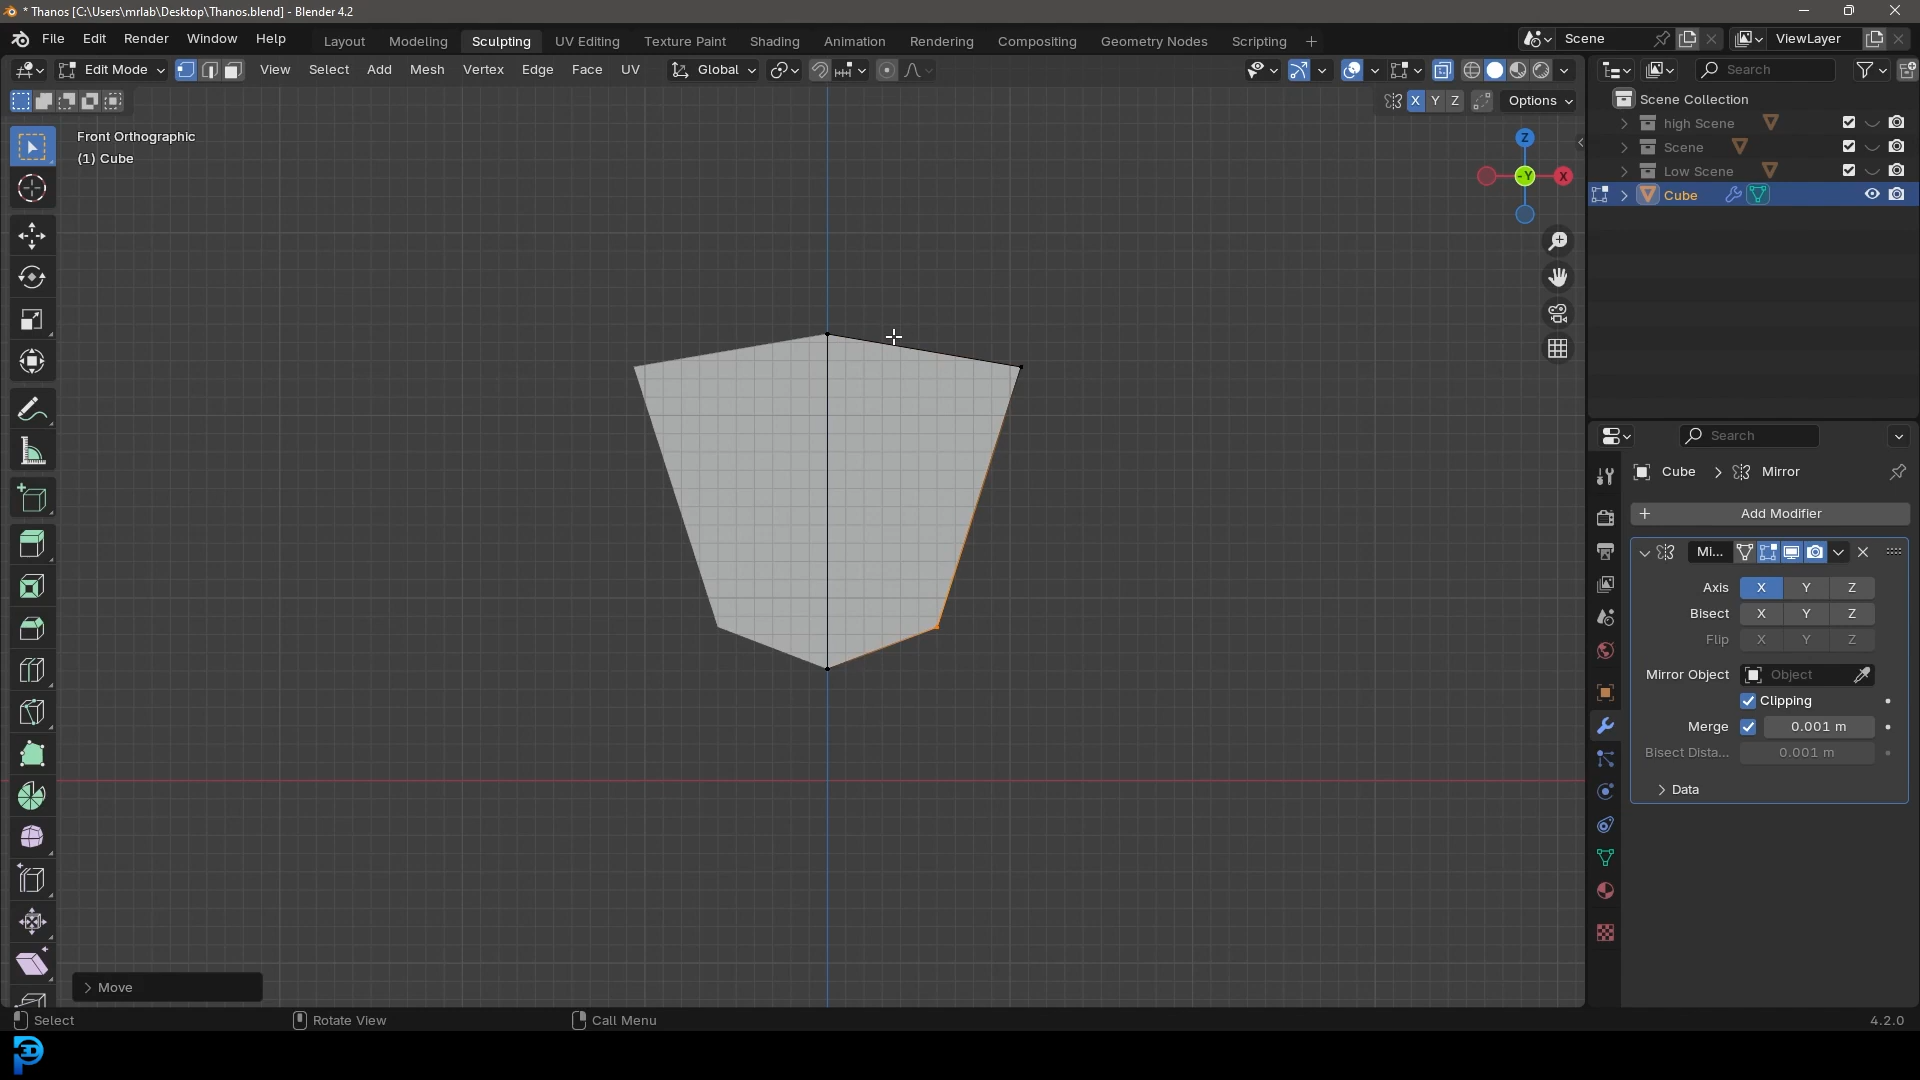 * Thanos [C:\Users\mrlab\Desktop\Thanos.blend] - Blender 4.2
File Edit Render Window Help Layout Modeling Sculpting UV Editing Texture Paint Shading Animation Rendering Compositing Geometry Nodes Scripting + Scene ViewLayer
Edit Mode View Select Add Mesh Vertex Edge Face UV Global Search
X Y Z Options
Front Orthographic
(1) Cube
Z
-Y
X
Scene Collection
high Scene
Scene
Low Scene
Cube
Search
Cube > Mirror
+ Add Modifier
Mi...
Axis X Y Z
Bisect X Y Z
Flip X Y Z
Mirror Object Object
Clipping
Merge 0.001 m
Bisect Dista... 0.001 m
> Data
> Move
Select Rotate View Call Menu 4.2.0